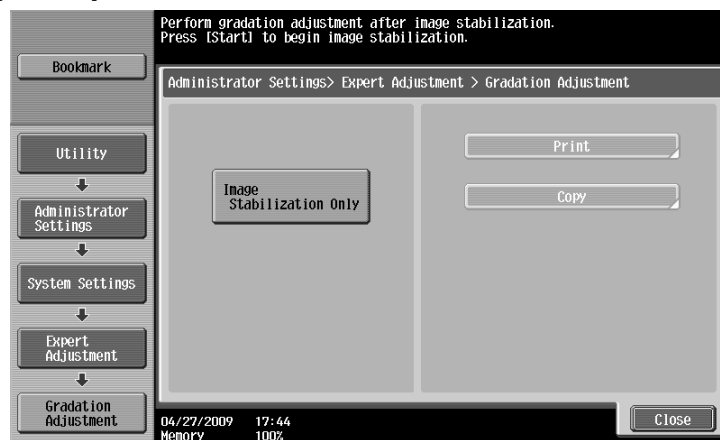 Perform gradation adjustment after image stabilization.
Press [Start] to begin image stabilization.
Bookmark
Administrator Settings> Expert Adjustment > Gradation Adjustment
Utility
Administrator
Settings
System Settings
Expert
Adjustment
Gradation
Adjustment
Image
Stabilization Only
Print
Copy
04/27/2009 17:44
Memory 100%
Close